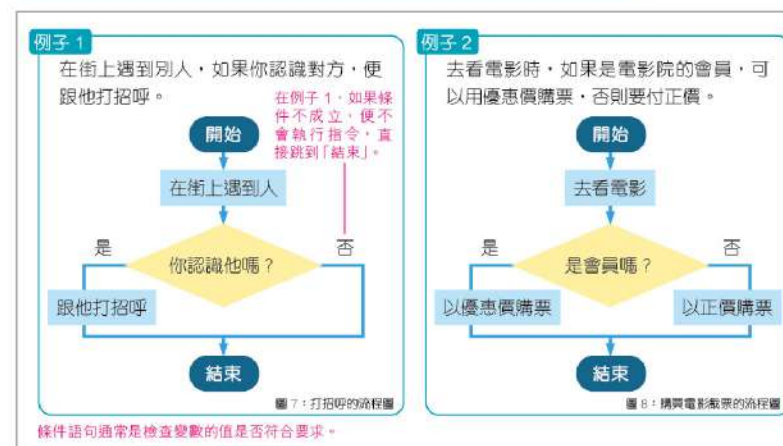 例子 1
在街上遇到別人，如果你認識對方，便
跟他打招呼。
在例子 1，如果條
件不成立，便不
會執行指令，直
接跳到「結束」。
開始
在街上遇到人
是
否
你認識他嗎？
跟他打招呼
結束
圖 7：打招呼的流程圖
例子 2
去看電影時，如果是電影院的會員，可
以用優惠價購票，否則要付正價。
開始
去看電影
是
否
是會員嗎？
以優惠價購票
以正價購票
結束
圖 8：購買電影戲票的流程圖
條件語句通常是檢查變數的值是否符合要求。